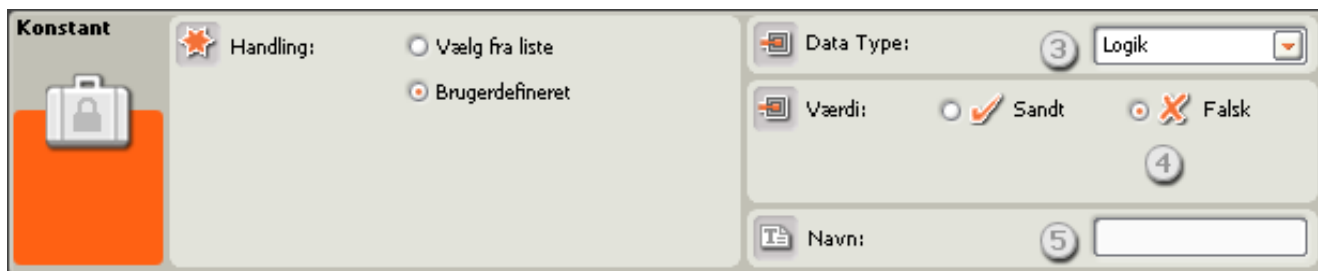 Konstant
Handling:
Vælg fra liste
Brugerdefineret
Data Type:
3
Logik
Værdi:
Sandt
Falsk
4
Navn:
5